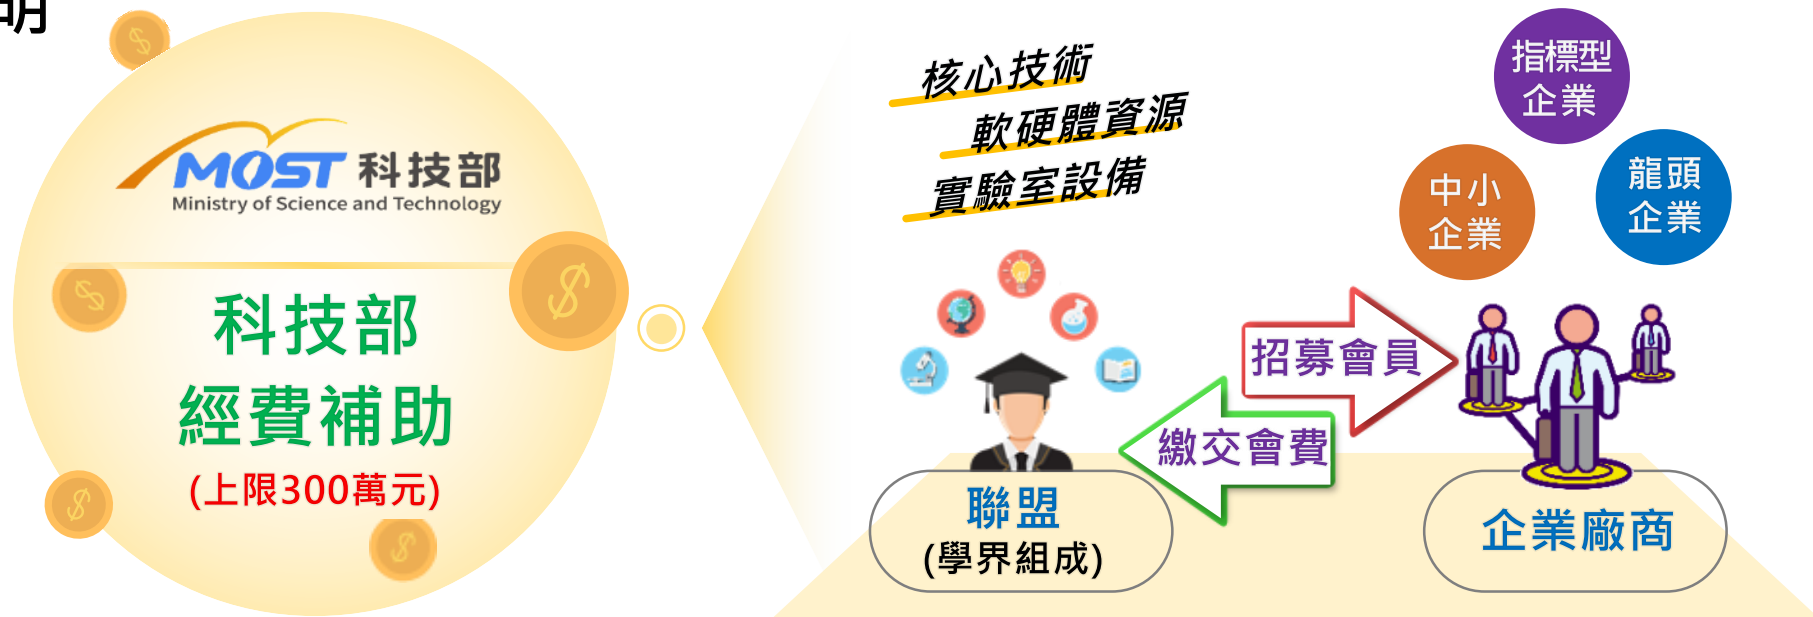 明
MOST 科技部
Ministry of Science and Technology
科技部
經費補助
(上限300萬元)
核心技術
軟硬體資源
實驗室設備
指標型
企業
中小
企業
龍頭
企業
招募會員
繳交會費
聯盟
(學界組成)
企業廠商